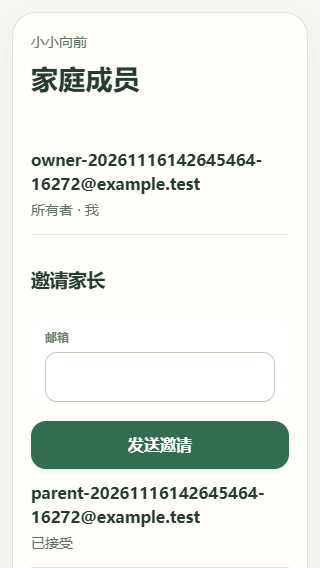 小小向前
家庭成员
owner-20261116142645464-
16272@example.test
所有者 · 我
邀请家长
邮箱
发送邀请
parent-20261116142645464-
16272@example.test
已接受